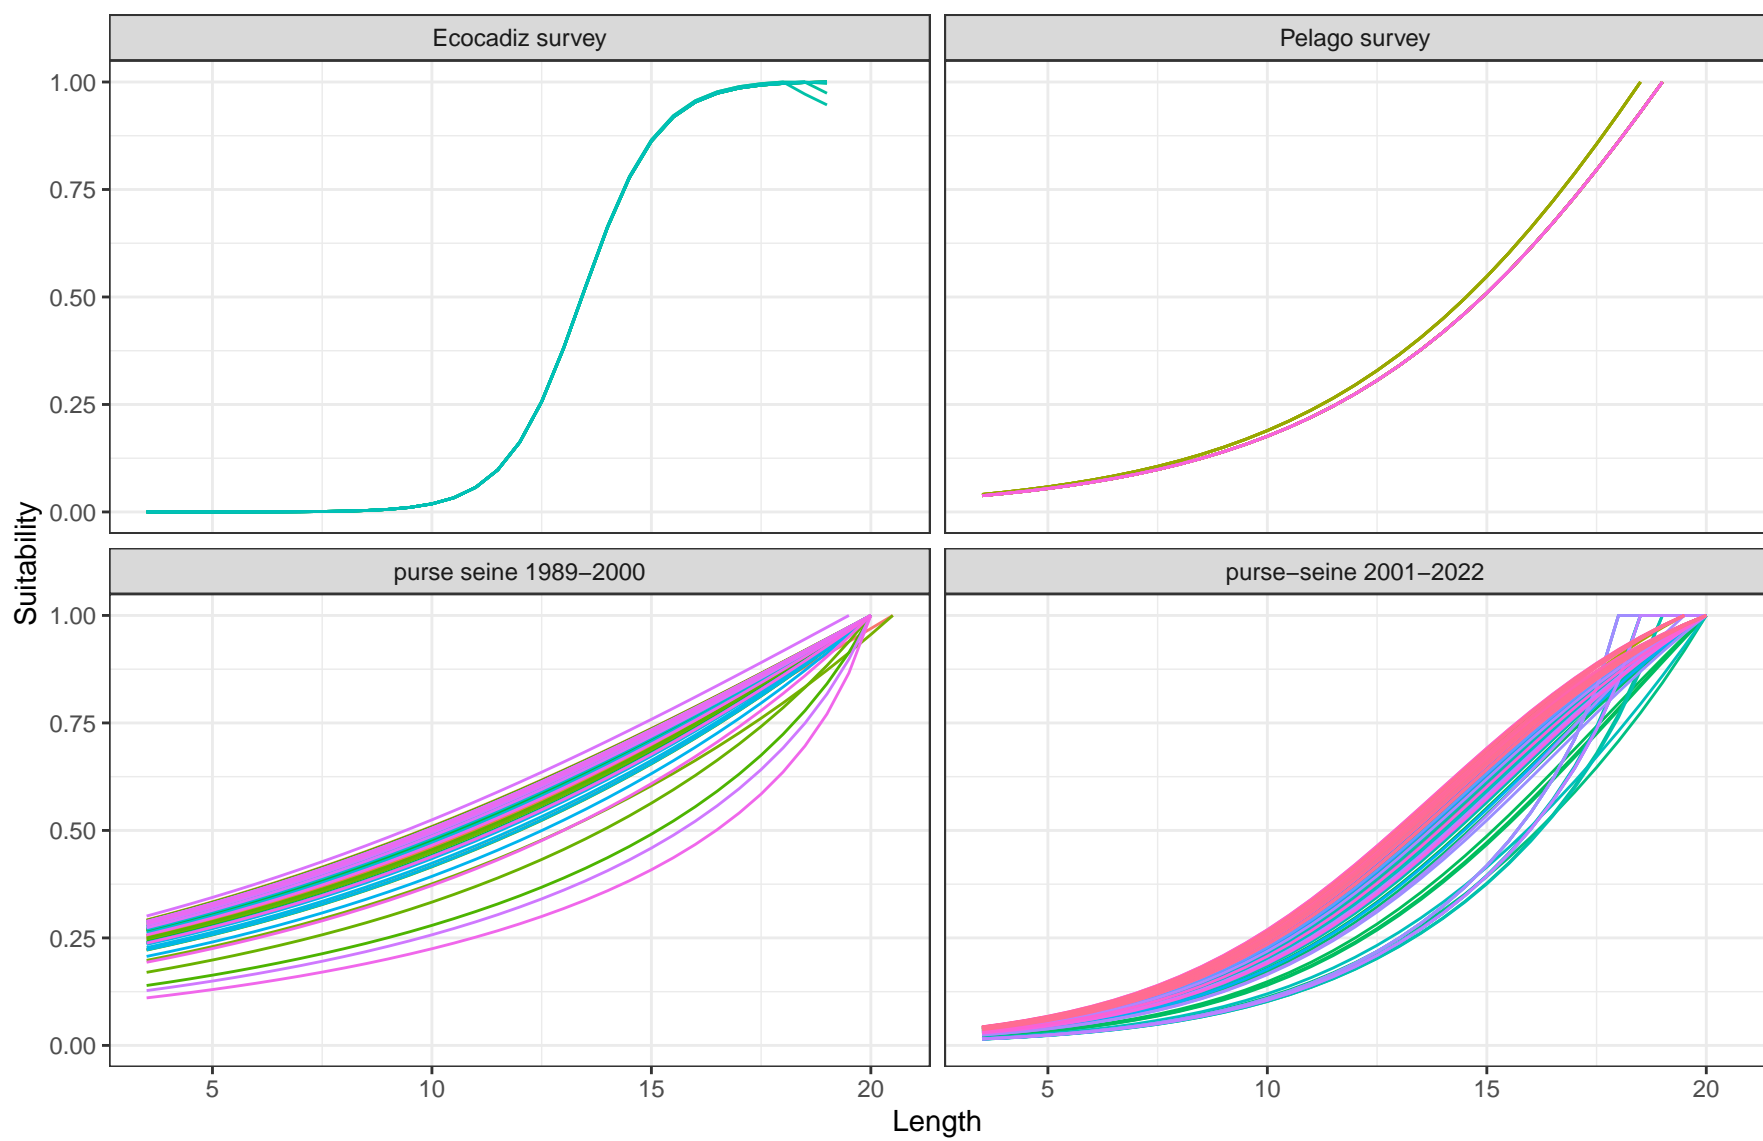 Ecocadiz survey
Pelago survey
1.00
0.75
0.50
0.25
0.00
purse seine 1989−2000
purse−seine 2001−2022
1.00
0.75
0.50
0.25
0.00
5 10 15 20
5 10 15 20
Length
Suitability